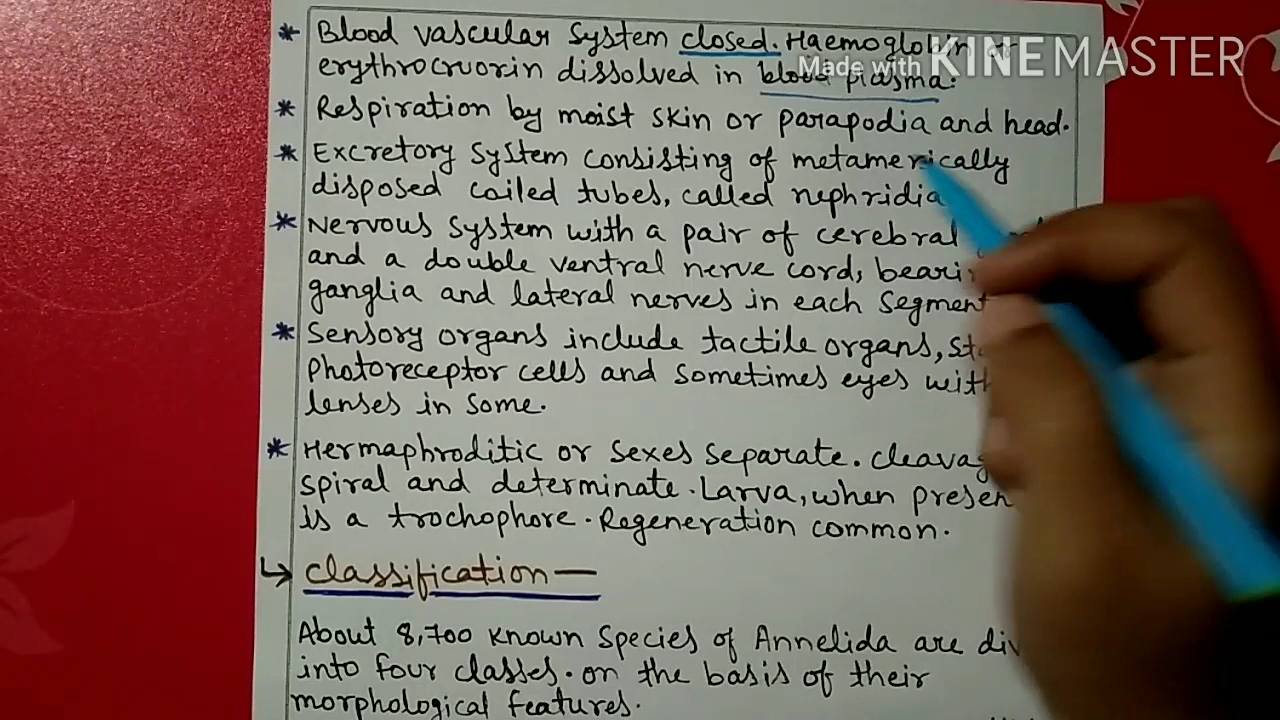 * Blood vascular system closed. Haemoglobin
Made with KINEMASTER
erythrocruorin dissolved in blood plasma.
* Respiration by moist skin or parapodia and head.
* Excretory system consisting of metamerically
disposed coiled tubes, called nephridia
* Nervous system with a pair of cerebral
and a double ventral nerve cord,
ganglia and lateral nerves in each segment
* Sensory organs include tactile organs,
Photoreceptor cells and sometimes eyes with
lenses in some.
* Hermaphroditic or sexes separate.
spiral and determinate. Larva, when
is a trochophore. Regeneration common.
↳ classification —
About 8,700 known species of Annelida are
into four classes. on the basis of their
morphological features.